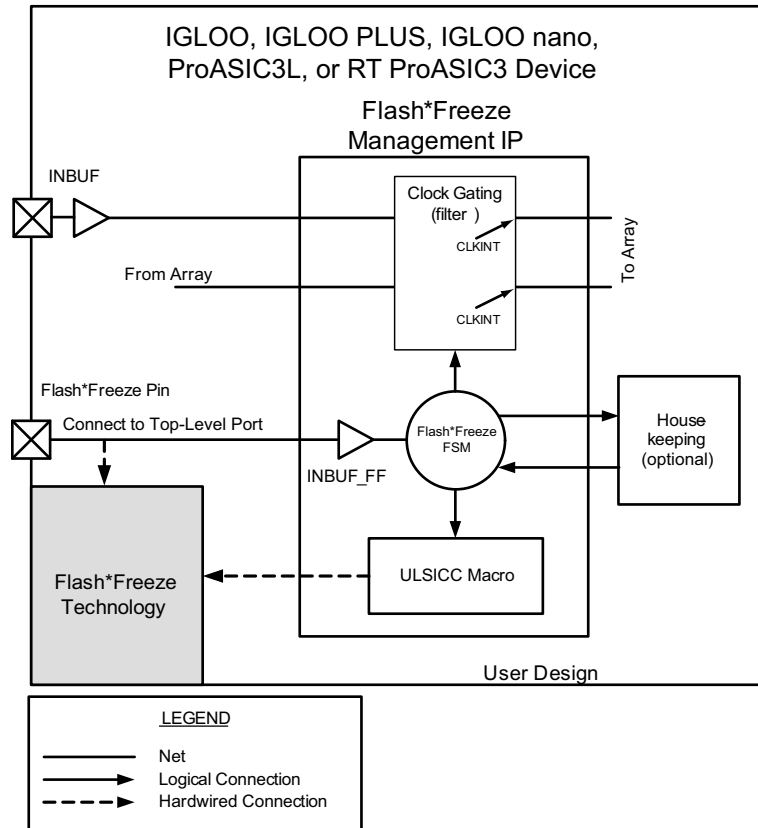 IGLOO, IGLOO PLUS, IGLOO nano,
ProASIC3L, or RT ProASIC3 Device
Flash*Freeze
Management IP
INBUF
Clock Gating
(filter )
CLKINT
From Array
CLKINT
To Array
Flash*Freeze Pin
Connect to Top-Level Port
INBUF_FF
Flash*Freeze
FSM
House
keeping
(optional)
Flash*Freeze
Technology
ULSICC Macro
User Design
LEGEND
Net
Logical Connection
Hardwired Connection